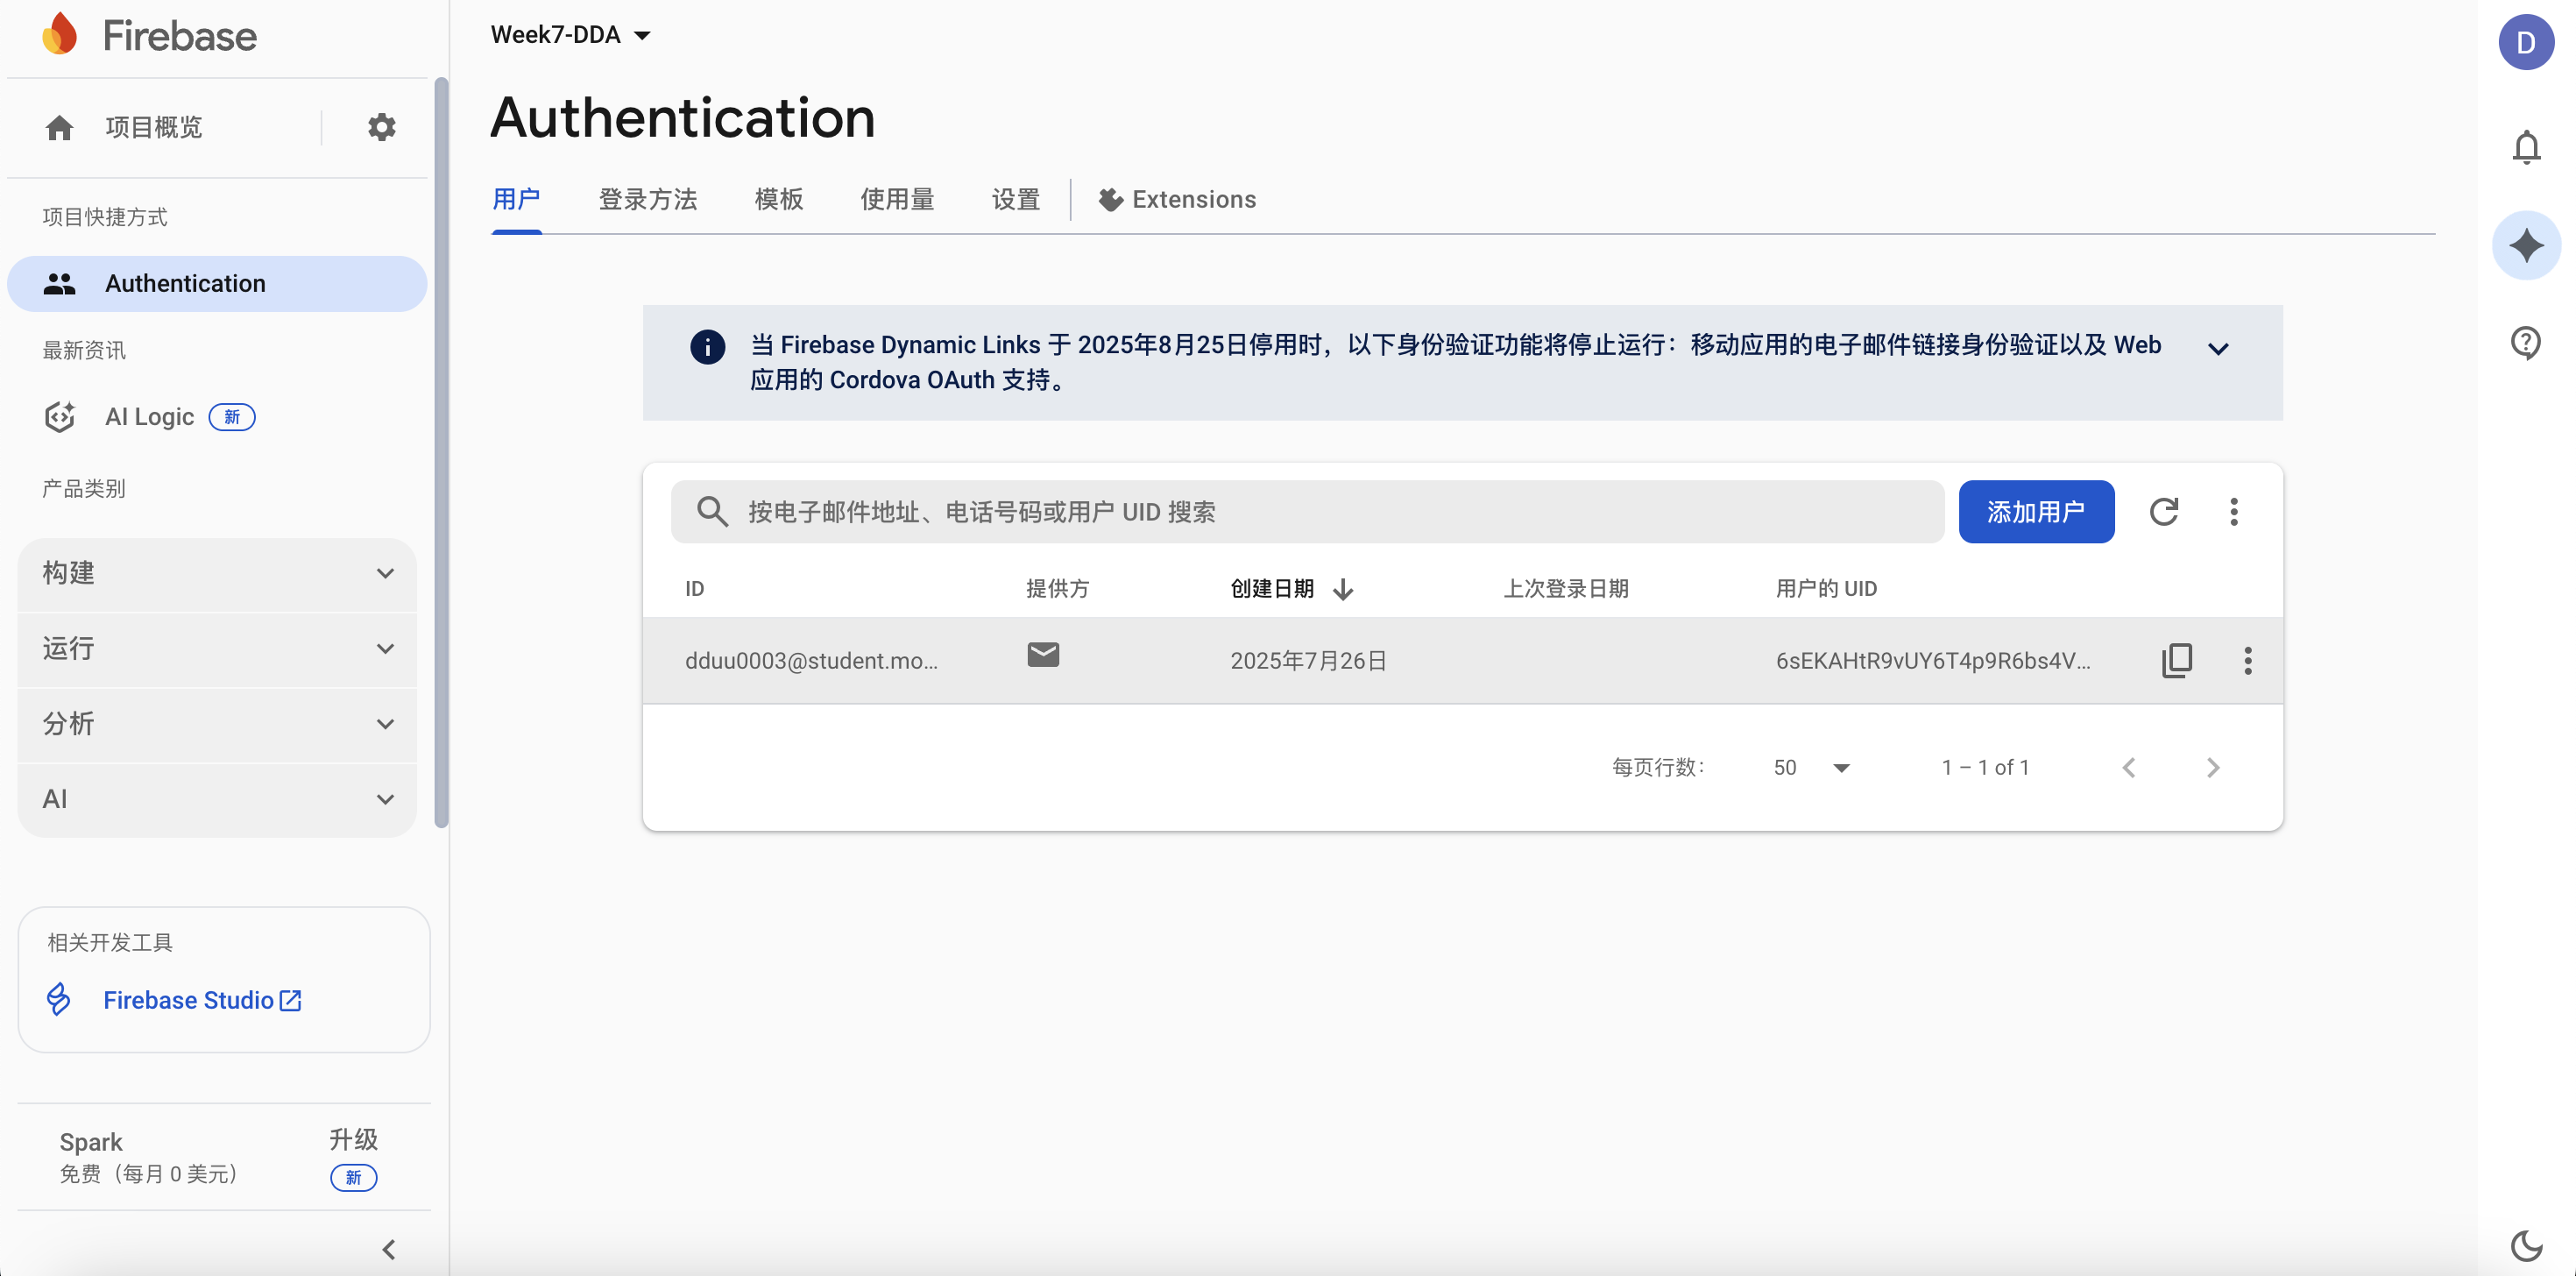 Firebase
项目概览
项目快捷方式
Authentication
最新资讯
AI Logic 新
产品类别
构建
运行
分析
AI
相关开发工具
Firebase Studio
Spark
免费（每月 0 美元）
升级
新
Week7-DDA
Authentication
用户 登录方法 模板 使用量 设置 Extensions
当 Firebase Dynamic Links 于 2025年8月25日停用时，以下身份验证功能将停止运行：移动应用的电子邮件链接身份验证以及 Web
应用的 Cordova OAuth 支持。
按电子邮件地址、电话号码或用户 UID 搜索 添加用户
ID 提供方 创建日期 上次登录日期 用户的 UID
dduu0003@student.mo... 2025年7月26日 6sEKAHtR9vUY6T4p9R6bs4V...
每页行数： 50 1 – 1 of 1
D